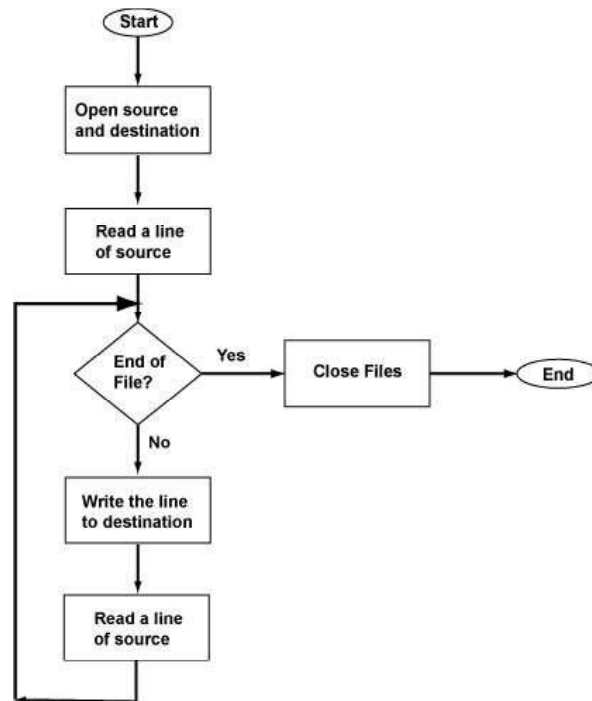 Start
Open source
and destination
Read a line
of source
End of
File?
Yes
Close Files
End
No
Write the line
to destination
Read a line
of source